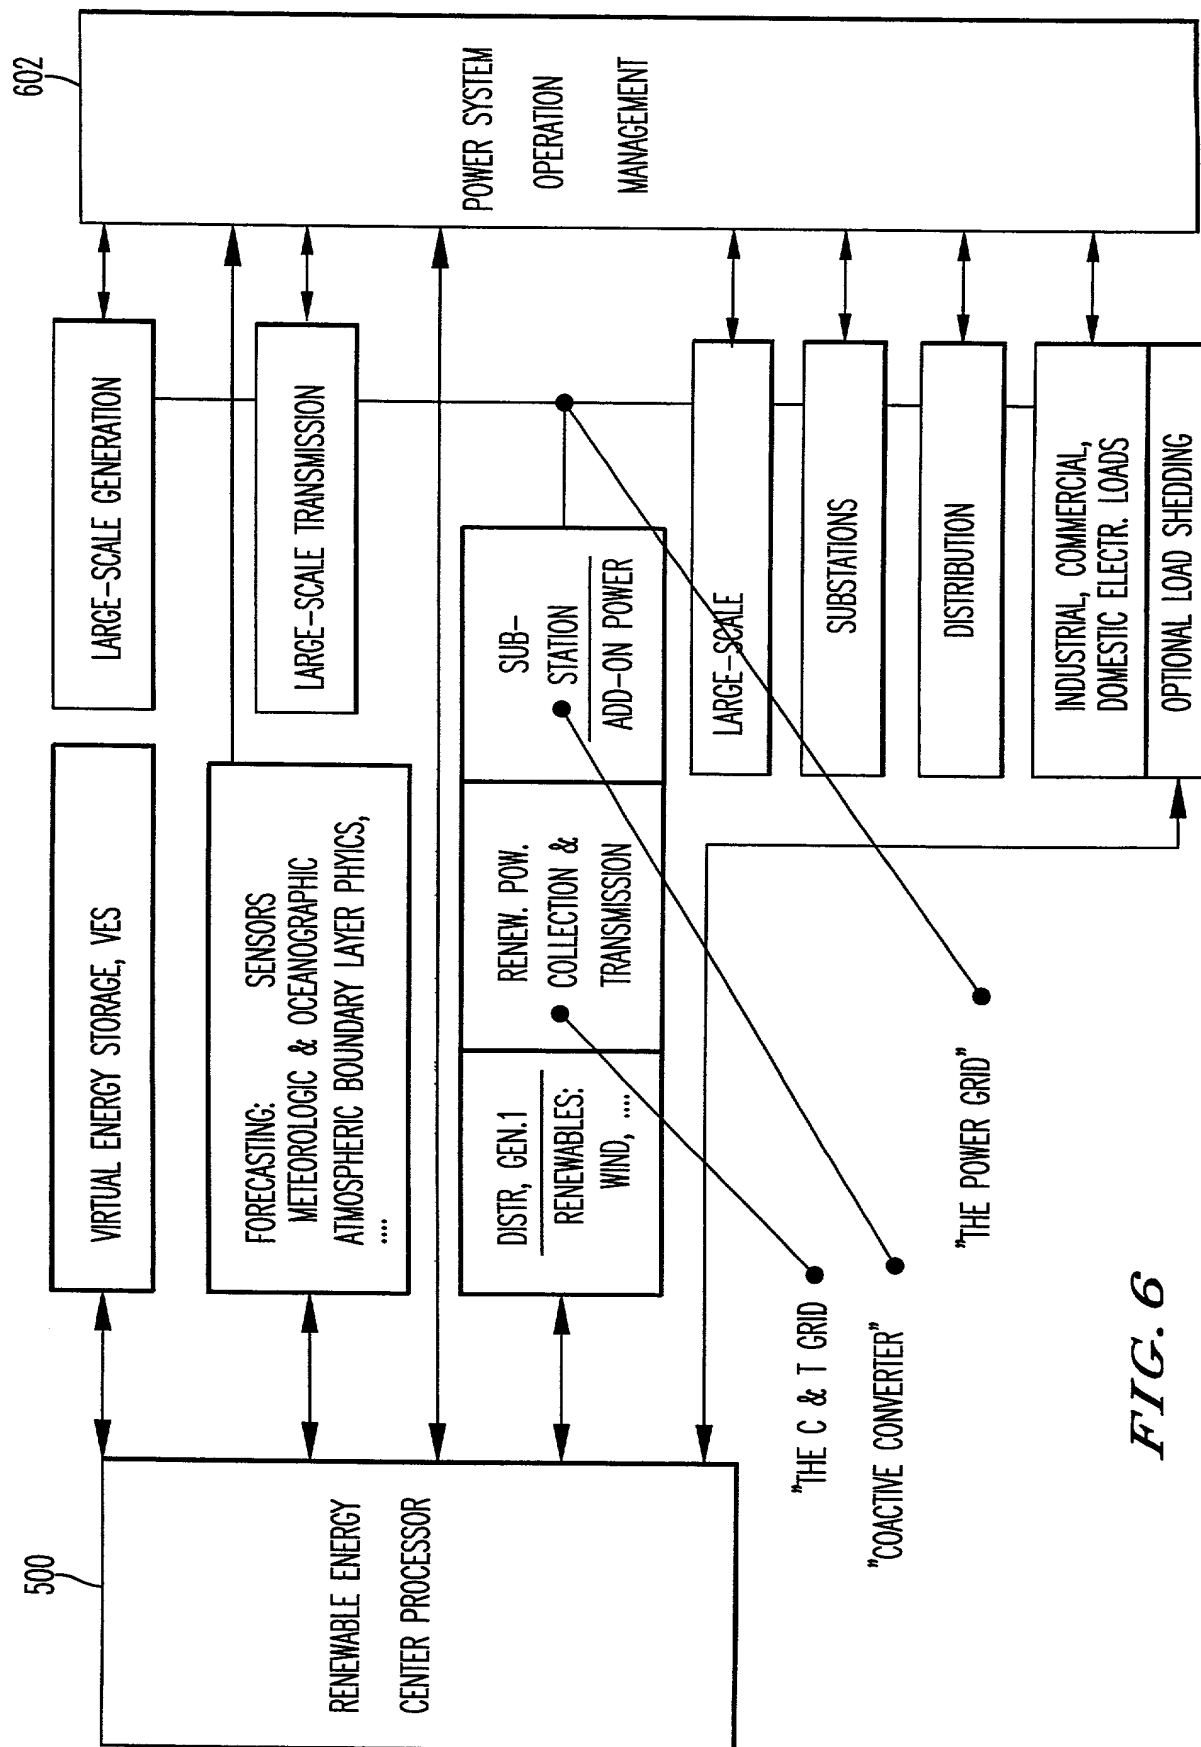 500
602
RENEWABLE ENERGY
CENTER PROCESSOR
VIRTUAL ENERGY STORAGE, VES
FORECASTING: SENSORS
METEOROLOGIC & OCEANOGRAPHIC
ATMOSPHERIC BOUNDARY LAYER PHYICS,
....
DISTR, GEN.1
RENEWABLES:
WIND, ....
RENEW. POW.
COLLECTION &
TRANSMISSION
SUB-
STATION
ADD-ON POWER
LARGE-SCALE GENERATION
LARGE-SCALE TRANSMISSION
LARGE-SCALE
SUBSTATIONS
DISTRIBUTION
INDUSTRIAL, COMMERCIAL,
DOMESTIC ELECTR. LOADS
OPTIONAL LOAD SHEDDING
POWER SYSTEM
OPERATION
MANAGEMENT
"THE C & T GRID
"COACTIVE CONVERTER"
"THE POWER GRID"
FIG. 6